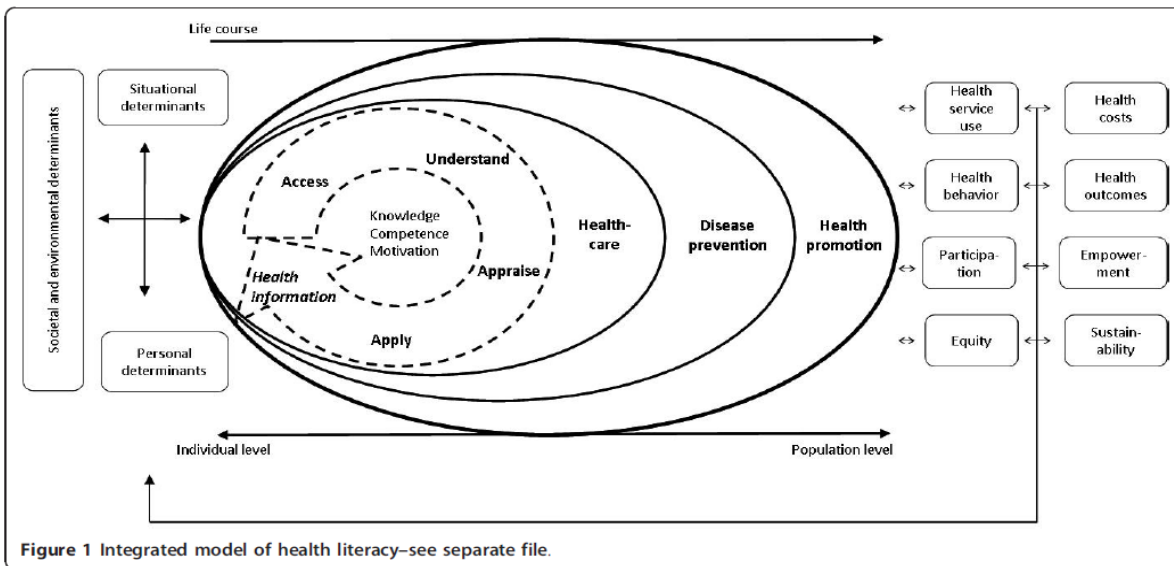 Life course
Societal and environmental determinants
Situational
determinants
Personal
determinants
Access
Understand
Knowledge
Competence
Motivation
Health
information
Appraise
Apply
Health-
care
Disease
prevention
Health
promotion
Health
service
use
Health
costs
Health
behavior
Health
outcomes
Participa-
tion
Empower-
ment
Equity
Sustain-
ability
Individual level
Population level
Figure 1 Integrated model of health literacy–see separate file.